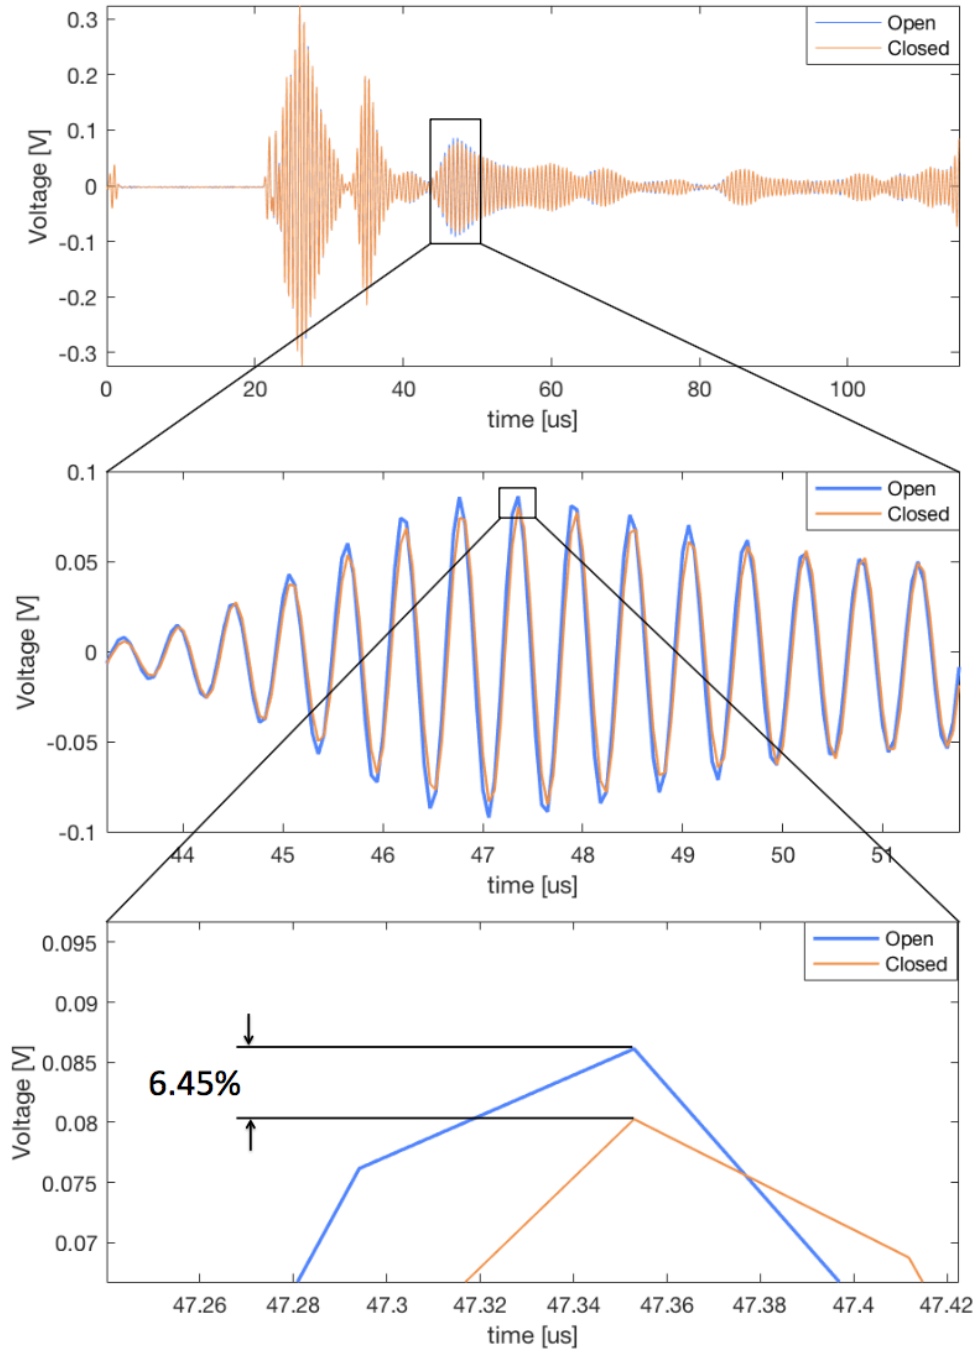 0.3
0.2
0.1
0
-0.1
-0.2
-0.3
Voltage [V]
Open
Closed
0 20 40 60 80 100
time [us]
0.1
0.05
0
-0.05
-0.1
Voltage [V]
Open
Closed
44 45 46 47 48 49 50 51
time [us]
0.095
0.09
0.085
0.08
0.075
0.07
Voltage [V]
Open
Closed
6.45%
47.26 47.28 47.3 47.32 47.34 47.36 47.38 47.4 47.42
time [us]